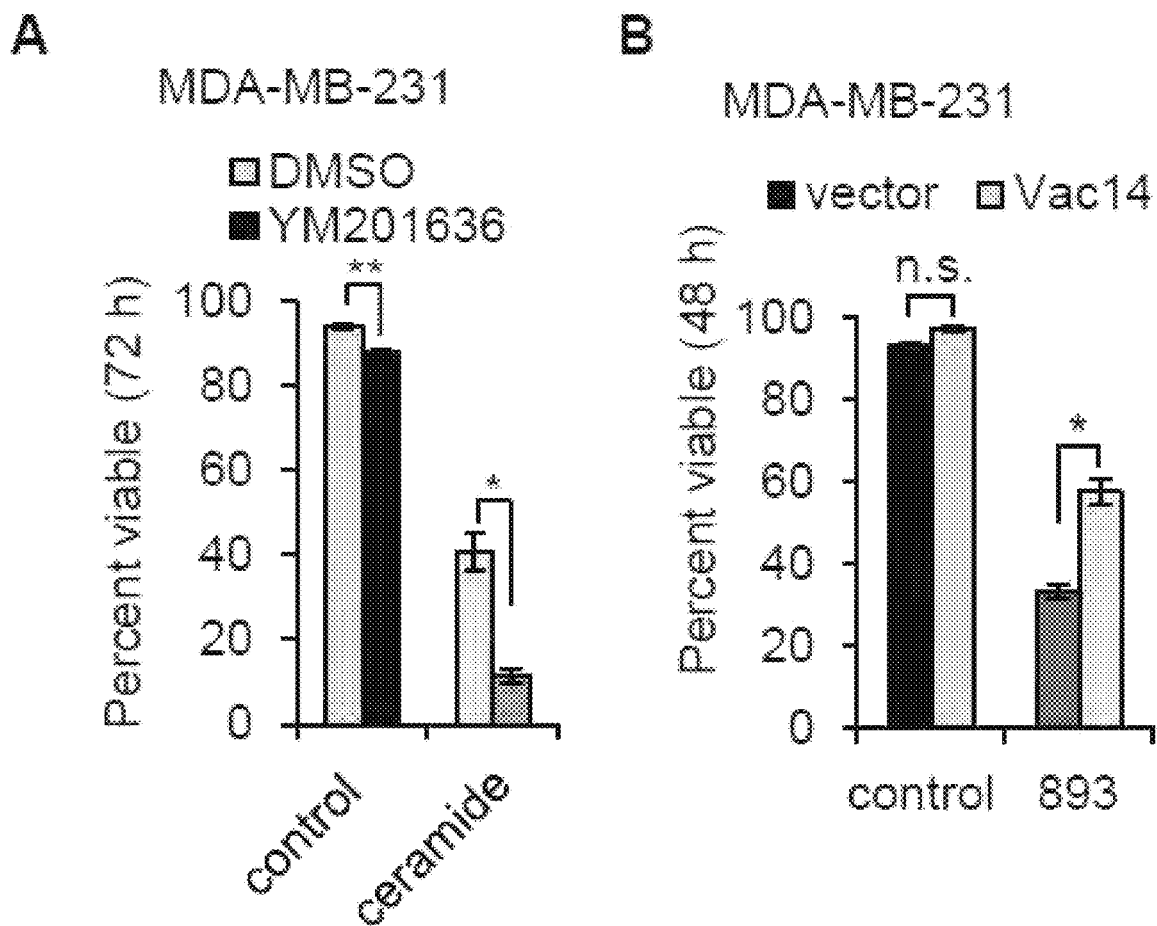 A
MDA-MB-231
DMSO
YM201636
**
*
Percent viable (72 h)
100
80
60
40
20
0
control
ceramide
B
MDA-MB-231
vector Vac14
n.s.
*
Percent viable (48 h)
100
80
60
40
20
0
control 893